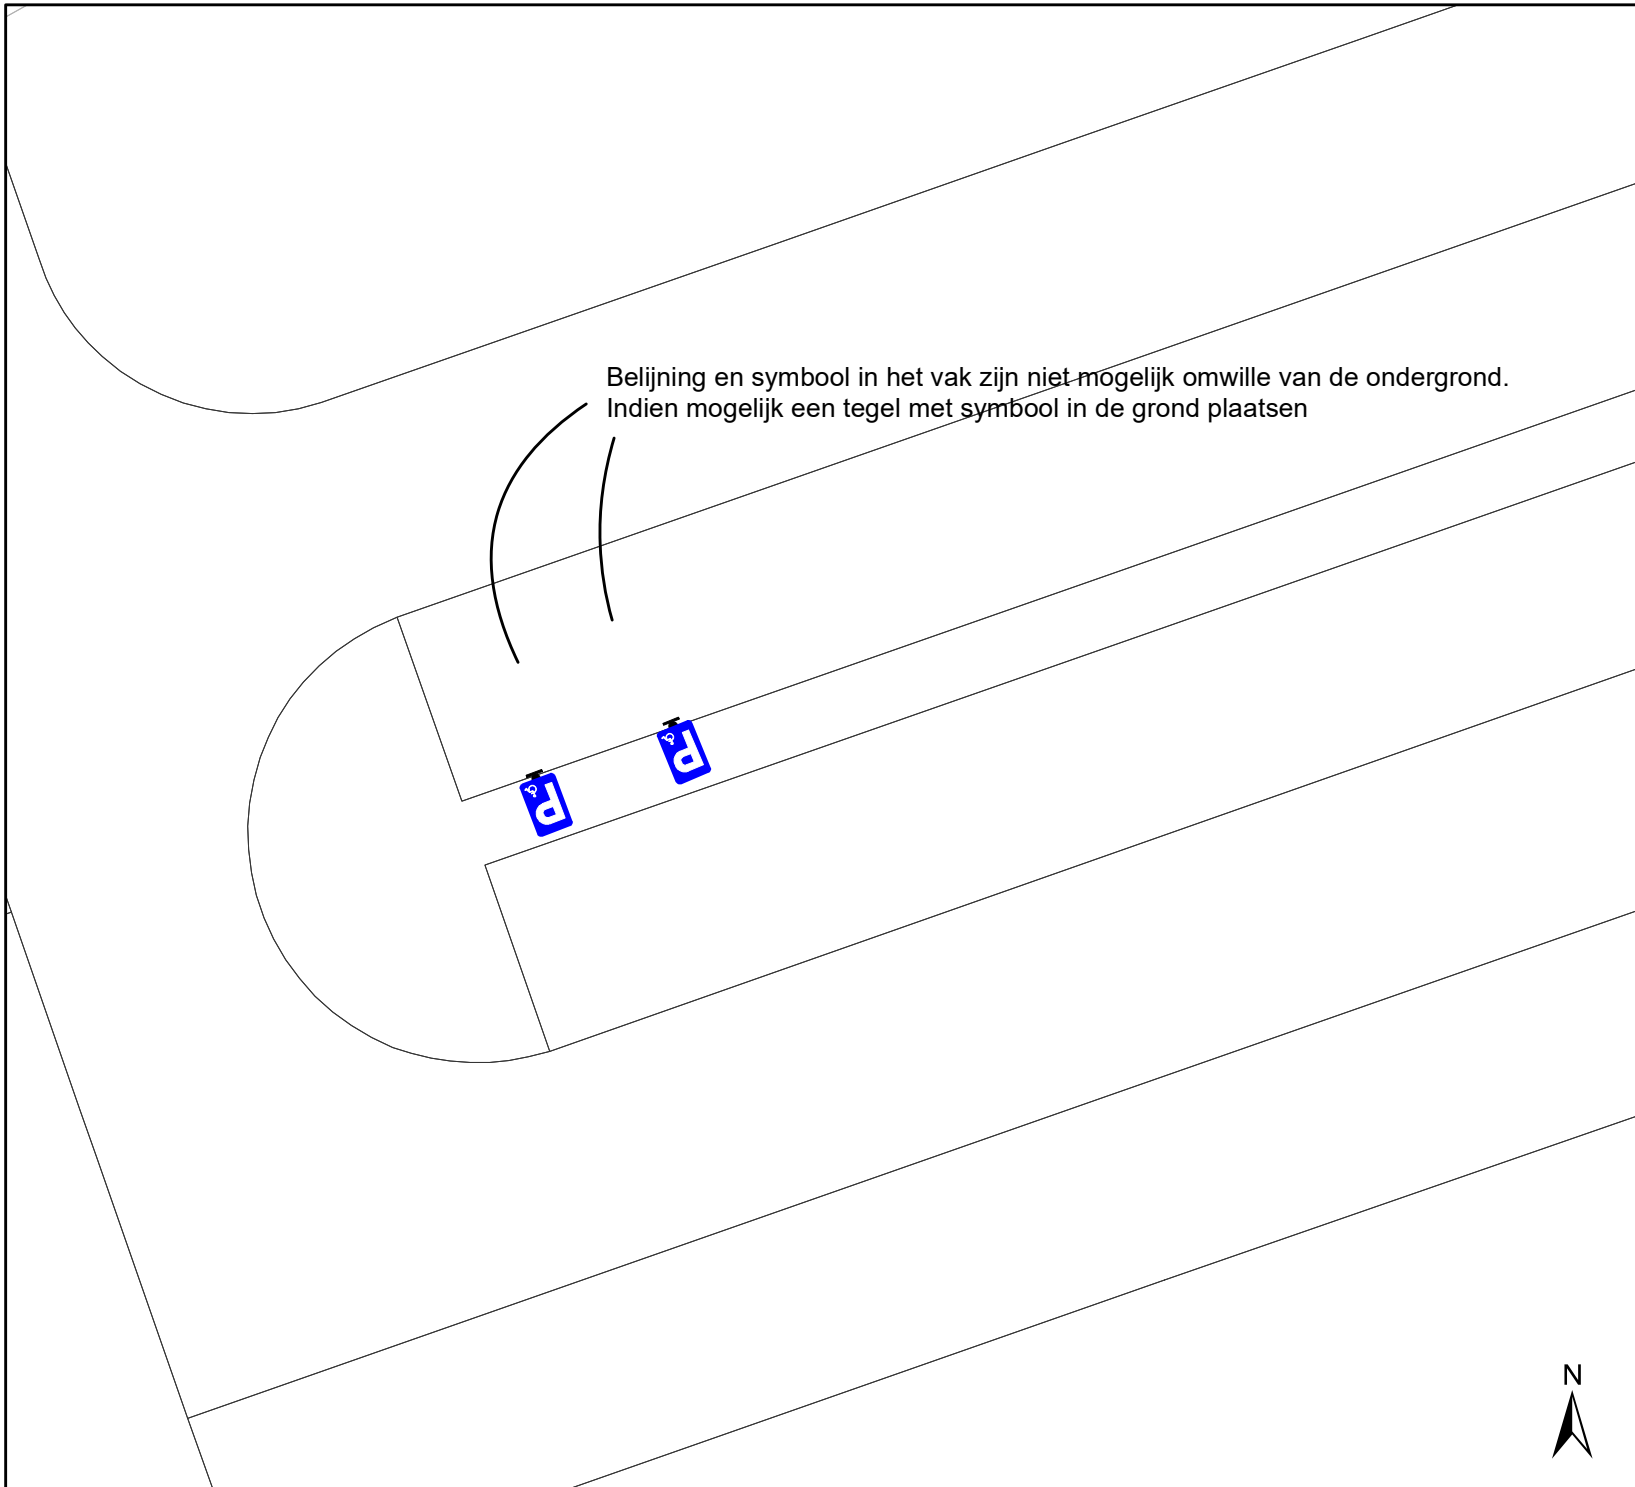 Belijning en symbool in het vak zijn niet mogelijk omwille van de ondergrond.
Indien mogelijk een tegel met symbool in de grond plaatsen
P
P
N